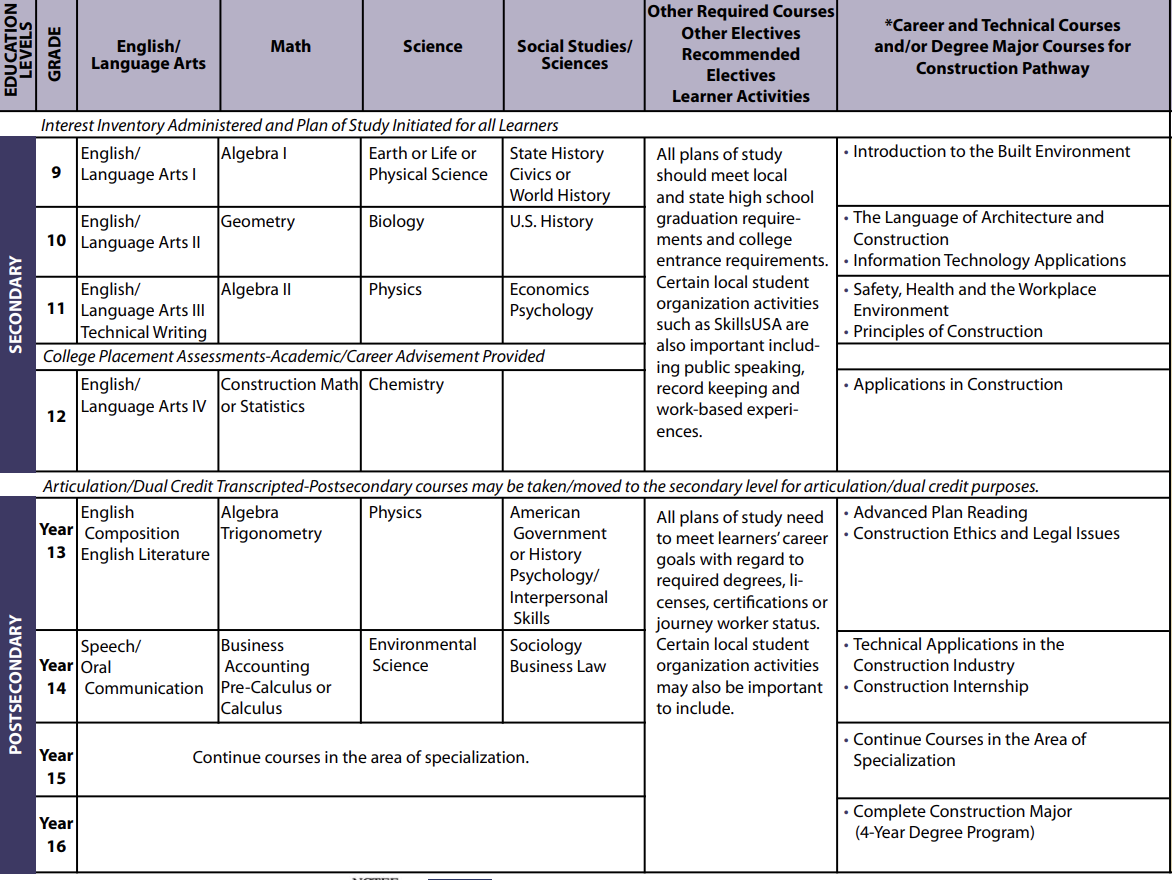 EDUCATION
LEVELS
GRADE
English/
Language Arts
Math
Science
Social Studies/
Sciences
Other Required Courses
Other Electives
Recommended
Electives
Learner Activities
*Career and Technical Courses
and/or Degree Major Courses for
Construction Pathway
Interest Inventory Administered and Plan of Study Initiated for all Learners
SECONDARY
9
English/
Language Arts I
Algebra I
Earth or Life or
Physical Science
State History
Civics or
World History
All plans of study
should meet local
and state high school
graduation require-
ments and college
entrance requirements.
Certain local student
organization activities
such as SkillsUSA are
also important includ-
ing public speaking,
record keeping and
work-based experi-
ences.
• Introduction to the Built Environment
10
English/
Language Arts II
Geometry
Biology
U.S. History
• The Language of Architecture and
Construction
• Information Technology Applications
11
English/
Language Arts III
Technical Writing
Algebra II
Physics
Economics
Psychology
• Safety, Health and the Workplace
Environment
• Principles of Construction
College Placement Assessments-Academic/Career Advisement Provided
12
English/
Language Arts IV
Construction Math
or Statistics
Chemistry
• Applications in Construction
Articulation/Dual Credit Transcripted-Postsecondary courses may be taken/moved to the secondary level for articulation/dual credit purposes.
POSTSECONDARY
Year
13
English
Composition
English Literature
Algebra
Trigonometry
Physics
American
Government
or History
Psychology/
Interpersonal
Skills
All plans of study need
to meet learners' career
goals with regard to
required degrees, li-
censes, certifications or
journey worker status.
Certain local student
organization activities
may also be important
to include.
• Advanced Plan Reading
• Construction Ethics and Legal Issues
Year
14
Speech/
Oral
Communication
Business
Accounting
Pre-Calculus or
Calculus
Environmental
Science
Sociology
Business Law
• Technical Applications in the
Construction Industry
• Construction Internship
Year
15
Continue courses in the area of specialization.
• Continue Courses in the Area of
Specialization
Year
16
• Complete Construction Major
(4-Year Degree Program)